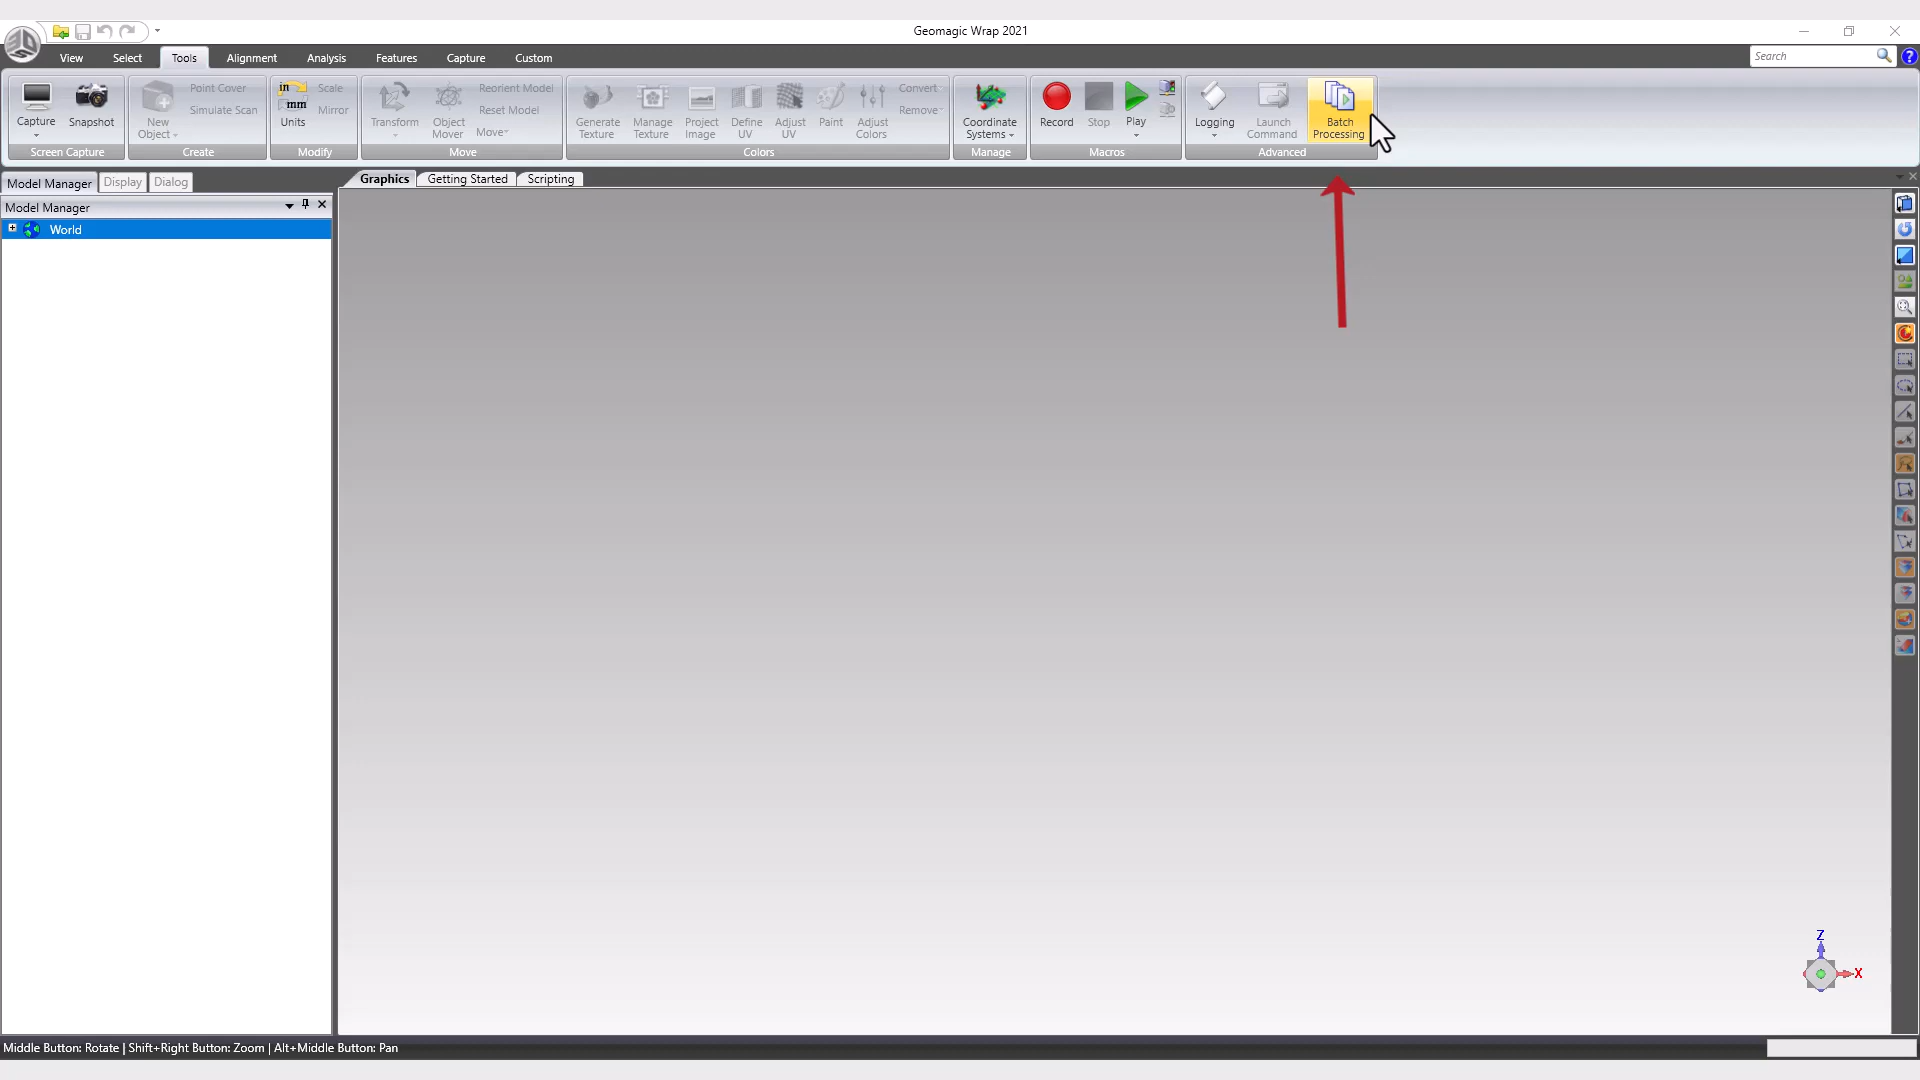 Geomagic Wrap 2021
View Select Tools Alignment Analysis Features Capture Custom
Search
Capture
Snapshot
Screen Capture
New
Object
Point Cover
Simulate Scan
Create
in
mm
Units
Scale
Mirror
Modify
Transform
Object
Mover
Reorient Model
Reset Model
Move
Move
Generate
Texture
Manage
Texture
Project
Image
Define
UV
Adjust
UV
Paint
Adjust
Colors
Convert
Remove
Colors
Coordinate
Systems
Manage
Record
Stop
Play
Macros
Logging
Launch
Command
Batch
Processing
Advanced
Model Manager Display Dialog
Graphics Getting Started Scripting
Model Manager
World
Z
X
Middle Button: Rotate | Shift+Right Button: Zoom | Alt+Middle Button: Pan